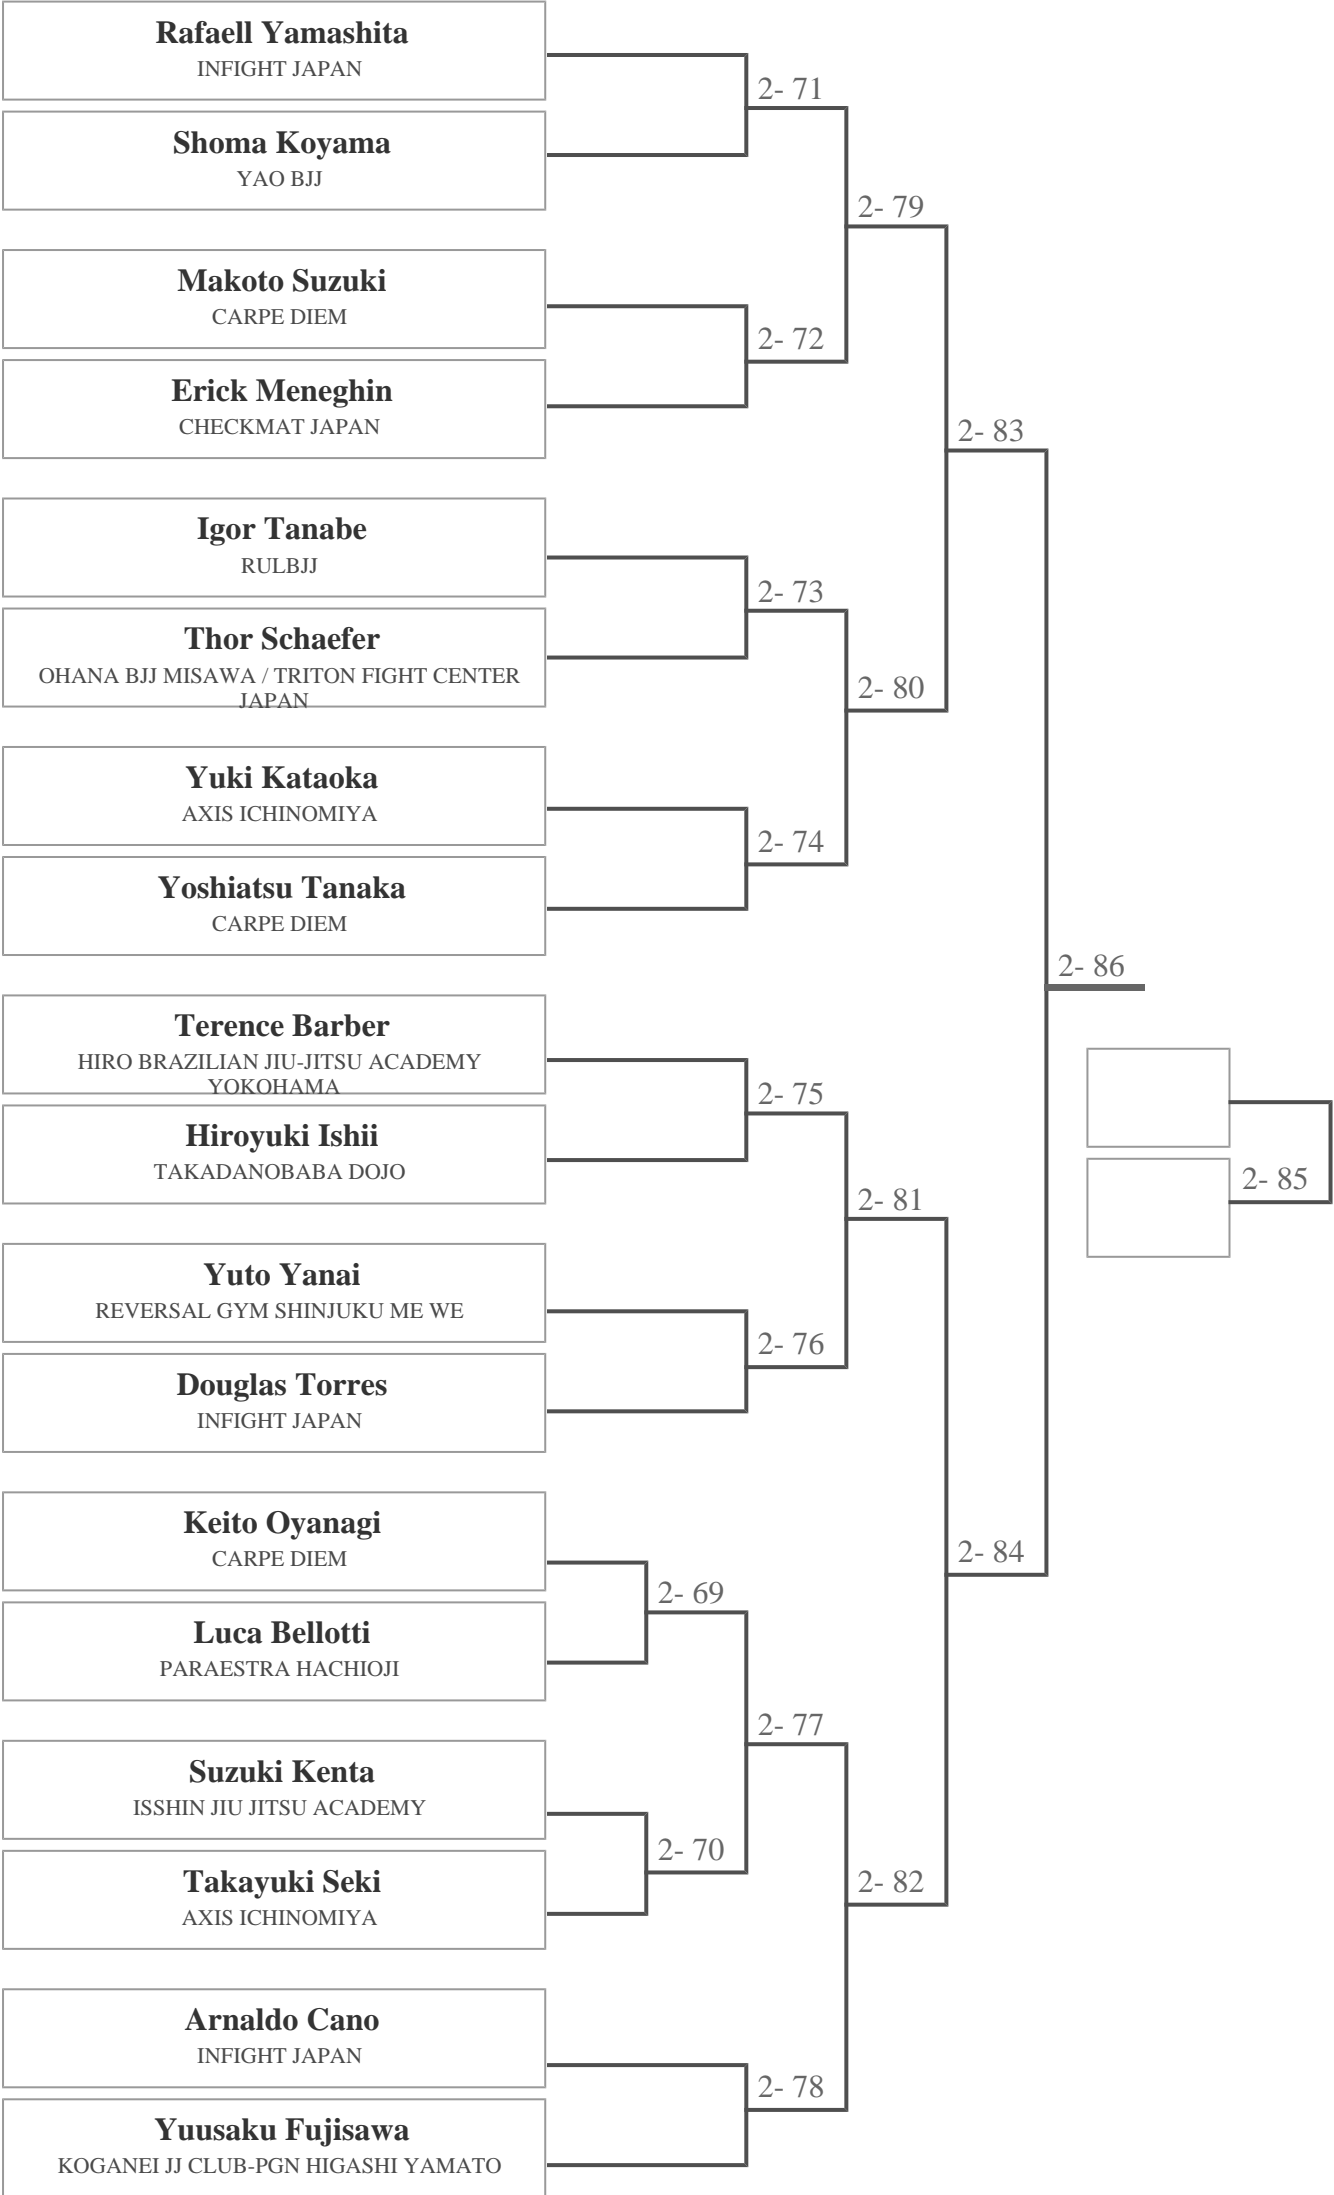 Rafaell Yamashita
INFIGHT JAPAN
2- 71
Shoma Koyama
YAO BJJ
2- 79
Makoto Suzuki
CARPE DIEM
2- 72
Erick Meneghin
CHECKMAT JAPAN
2- 83
Igor Tanabe
RULBJJ
2- 73
Thor Schaefer
OHANA BJJ MISAWA / TRITON FIGHT CENTER
JAPAN
2- 80
Yuki Kataoka
AXIS ICHINOMIYA
2- 74
Yoshiatsu Tanaka
CARPE DIEM
2- 86
Terence Barber
HIRO BRAZILIAN JIU-JITSU ACADEMY
YOKOHAMA
2- 75
Hiroyuki Ishii
TAKADANOBABA DOJO
2- 85
2- 81
Yuto Yanai
REVERSAL GYM SHINJUKU ME WE
2- 76
Douglas Torres
INFIGHT JAPAN
Keito Oyanagi
CARPE DIEM
2- 84
2- 69
Luca Bellotti
PARAESTRA HACHIOJI
2- 77
Suzuki Kenta
ISSHIN JIU JITSU ACADEMY
2- 70
Takayuki Seki
AXIS ICHINOMIYA
2- 82
Arnaldo Cano
INFIGHT JAPAN
2- 78
Yuusaku Fujisawa
KOGANEI JJ CLUB-PGN HIGASHI YAMATO